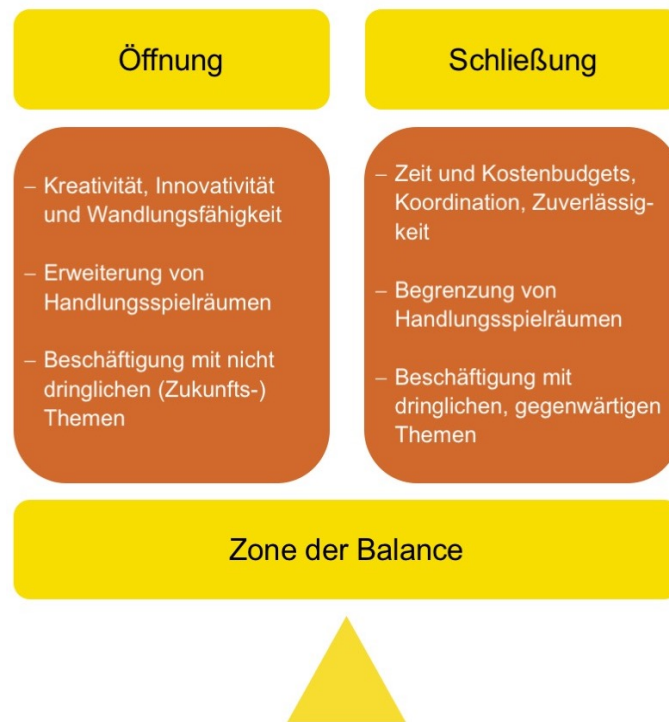 Öffnung
– Kreativität, Innovativität
und Wandlungsfähigkeit
– Erweiterung von
Handlungsspielräumen
– Beschäftigung mit nicht
dringlichen (Zukunfts-)
Themen
Schließung
– Zeit und Kostenbudgets,
Koordination, Zuverlässig-
keit
– Begrenzung von
Handlungsspielräumen
– Beschäftigung mit
dringlichen, gegenwärtigen
Themen
Zone der Balance